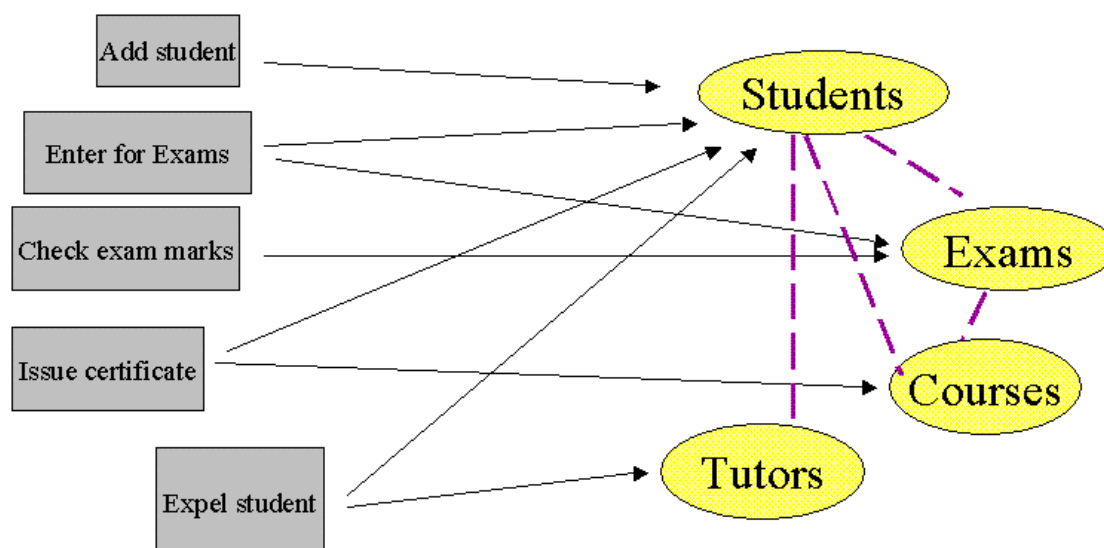 Add student
Students
Enter for Exams
Check exam marks
Exams
Issue certificate
Courses
Tutors
Expel student